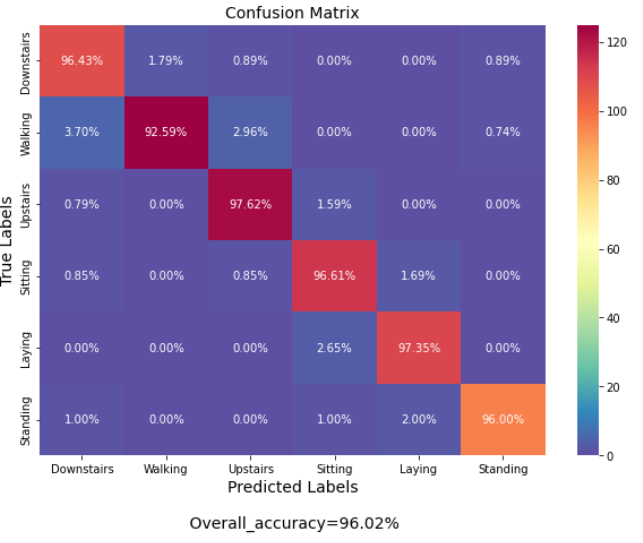 Confusion Matrix
Downstairs 96.43% 1.79% 0.89% 0.00% 0.00% 0.89%
Walking 3.70% 92.59% 2.96% 0.00% 0.00% 0.74%
Upstairs 0.79% 0.00% 97.62% 1.59% 0.00% 0.00%
Sitting 0.85% 0.00% 0.85% 96.61% 1.69% 0.00%
Laying 0.00% 0.00% 0.00% 2.65% 97.35% 0.00%
Standing 1.00% 0.00% 0.00% 1.00% 2.00% 96.00%
True Labels
Downstairs Walking Upstairs Sitting Laying Standing
Predicted Labels
120
100
80
60
40
20
0
Overall_accuracy=96.02%